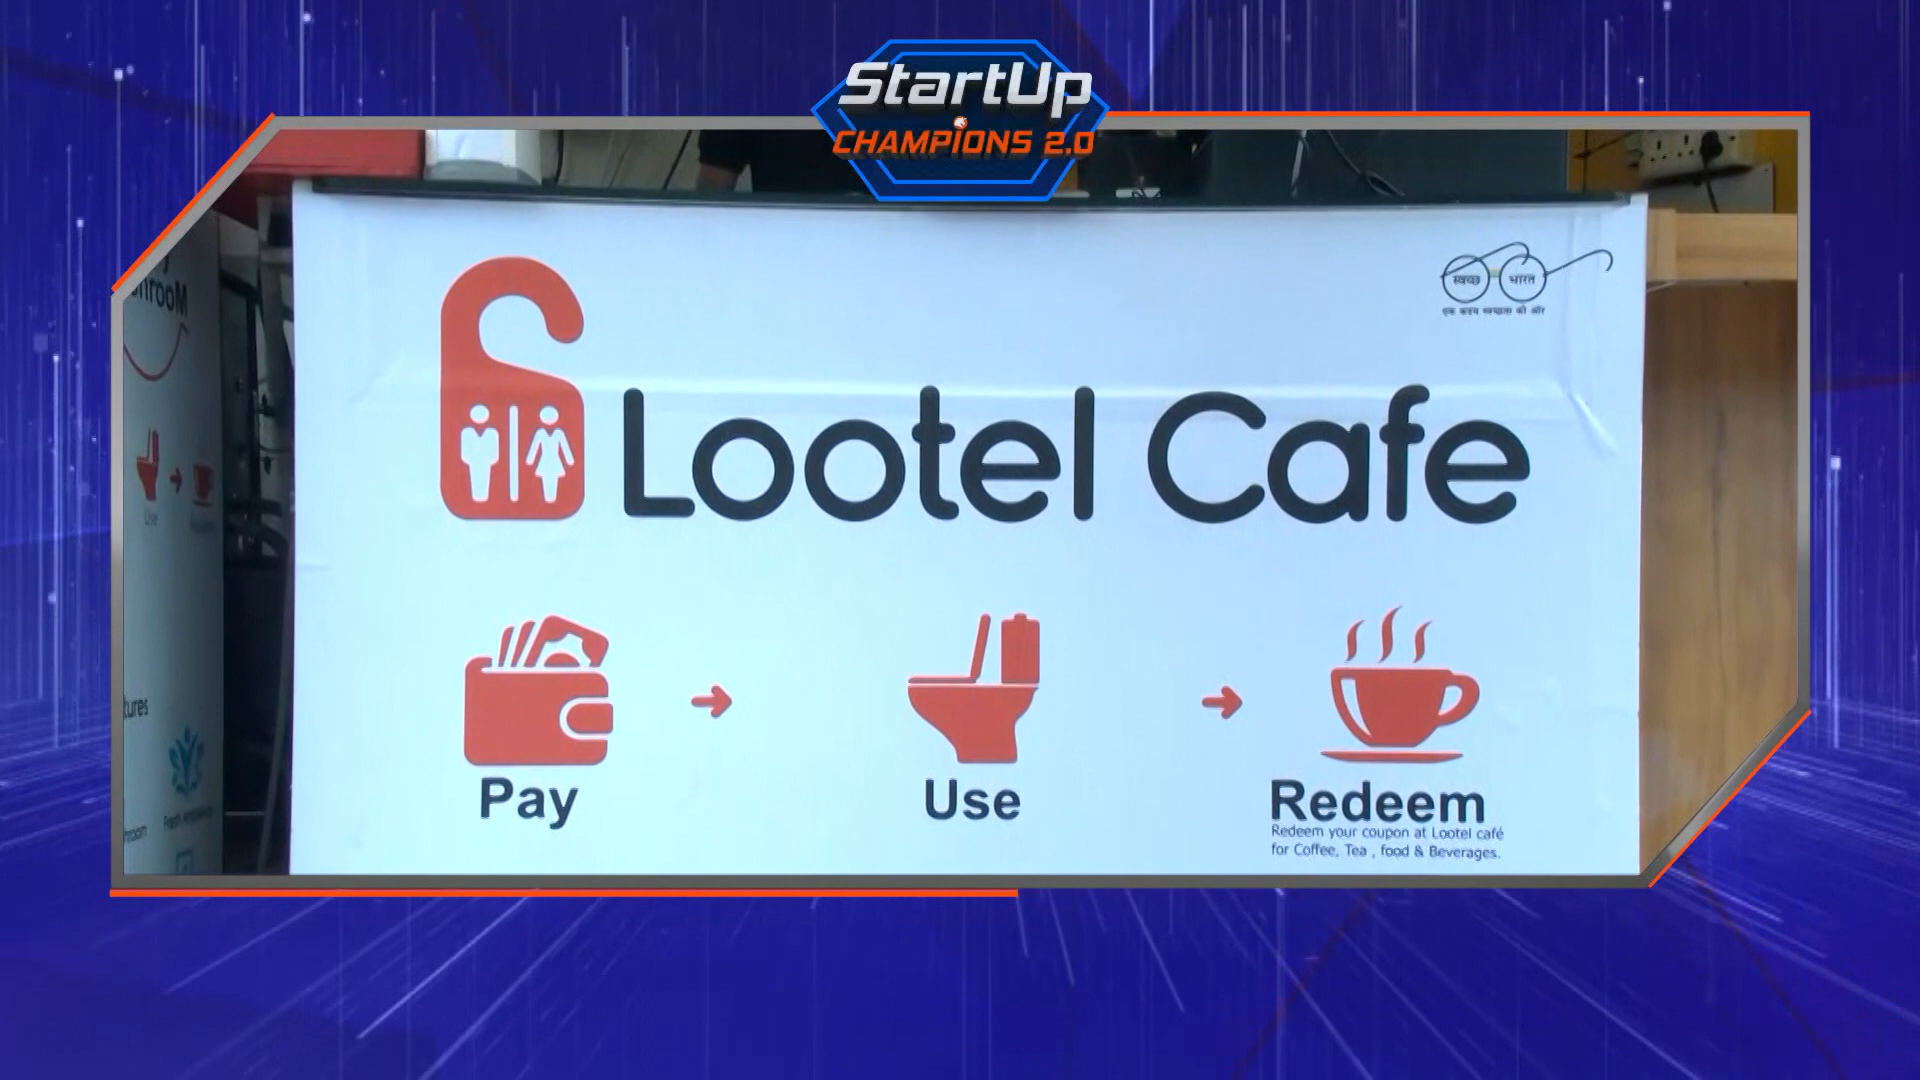 StartUp
CHAMPIONS 2.0
स्वच्छ भारत
एक कदम स्वच्छता की ओर
Lootel Cafe
Use
Pay
Use
Redeem
Redeem your coupon at Lootel café
for Coffee, Tea , food & Beverages.